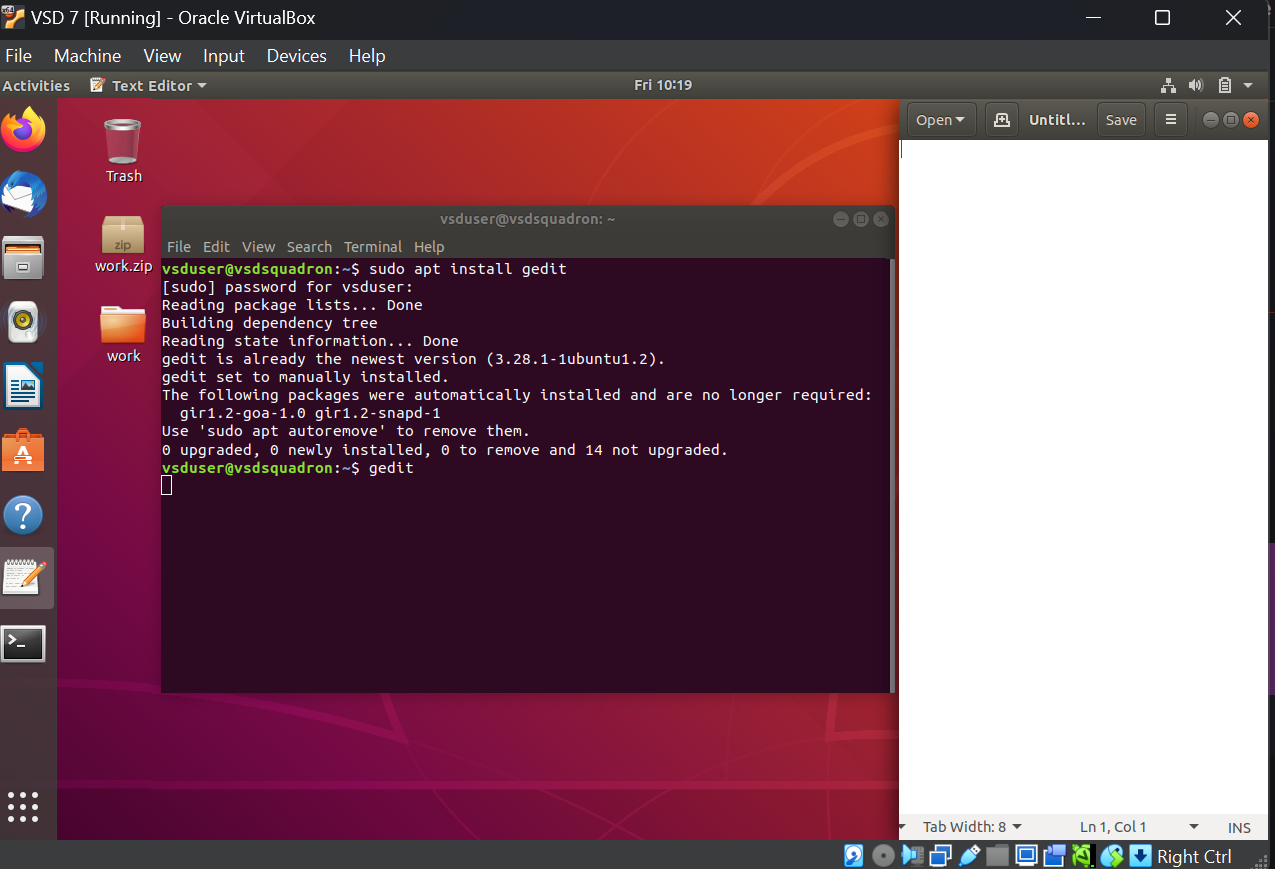 VSD 7 [Running] - Oracle VirtualBox
File Machine View Input Devices Help
Activities Text Editor Fri 10:19
Open Untitl... Save
Trash
zip
work.zip
work
vsduser@vsdsquadron: ~
File Edit View Search Terminal Help
vsduser@vsdsquadron:~$ sudo apt install gedit
[sudo] password for vsduser:
Reading package lists... Done
Building dependency tree
Reading state information... Done
gedit is already the newest version (3.28.1-1ubuntu1.2).
gedit set to manually installed.
The following packages were automatically installed and are no longer required:
  gir1.2-goa-1.0 gir1.2-snapd-1
Use 'sudo apt autoremove' to remove them.
0 upgraded, 0 newly installed, 0 to remove and 14 not upgraded.
vsduser@vsdsquadron:~$ gedit
Tab Width: 8 Ln 1, Col 1 INS
Right Ctrl